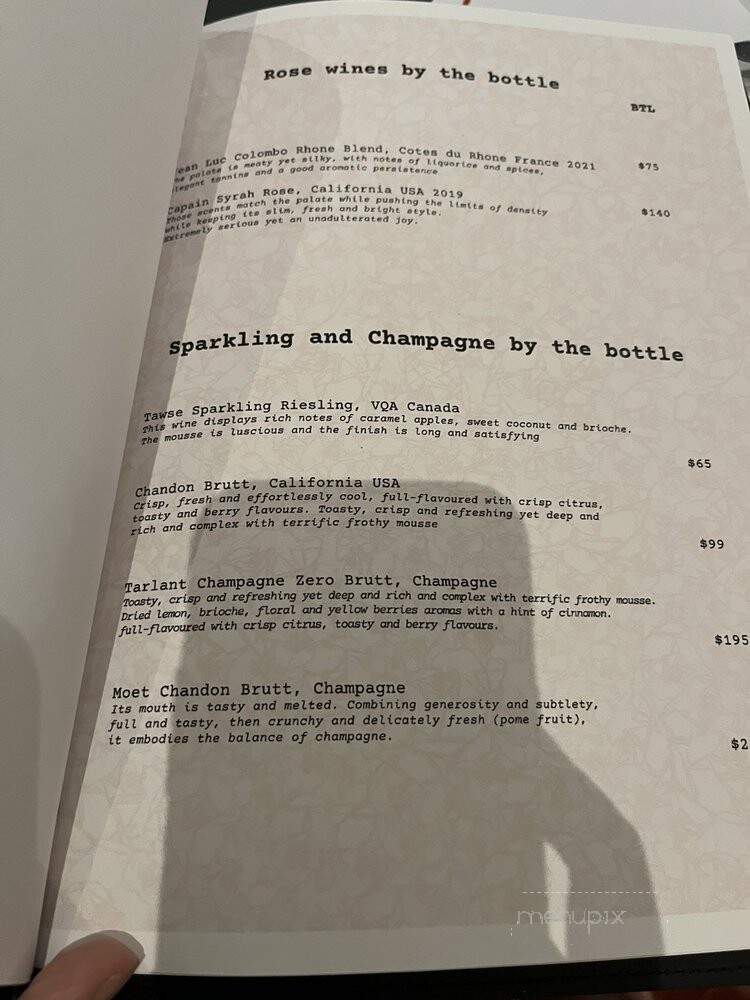 Rose wines by the bottle
BTL
Luc Colombo Rhone Blend, Cotes du Rhone France 2021 $75
palate is meaty yet silky, with notes of liquorice and spices,
tannins and a good aromatic persistence
Capain Syrah Rose, California USA 2019 $140
Those scents match the palate while pushing the limits of density
while keeping its slim, fresh and bright style.
Extremely serious yet an unadulterated joy.
Sparkling and Champagne by the bottle
Tawse Sparkling Riesling, VQA Canada
This wine displays rich notes of caramel apples, sweet coconut and brioche.
The mousse is luscious and the finish is long and satisfying
$65
Chandon Brutt, California USA
Crisp, fresh and effortlessly cool, full-flavoured with crisp citrus,
toasty and berry flavours. Toasty, crisp and refreshing yet deep and
rich and complex with terrific frothy mousse
$99
Tarlant Champagne Zero Brutt, Champagne
Toasty, crisp and refreshing yet deep and rich and complex with terrific frothy mousse.
Dried lemon, brioche, floral and yellow berries aromas with a hint of cinnamon.
full-flavoured with crisp citrus, toasty and berry flavours.
$195
Moet Chandon Brutt, Champagne
Its mouth is tasty and melted. Combining generosity and subtlety,
full and tasty, then crunchy and delicately fresh (pome fruit),
it embodies the balance of champagne.
$2
menupix